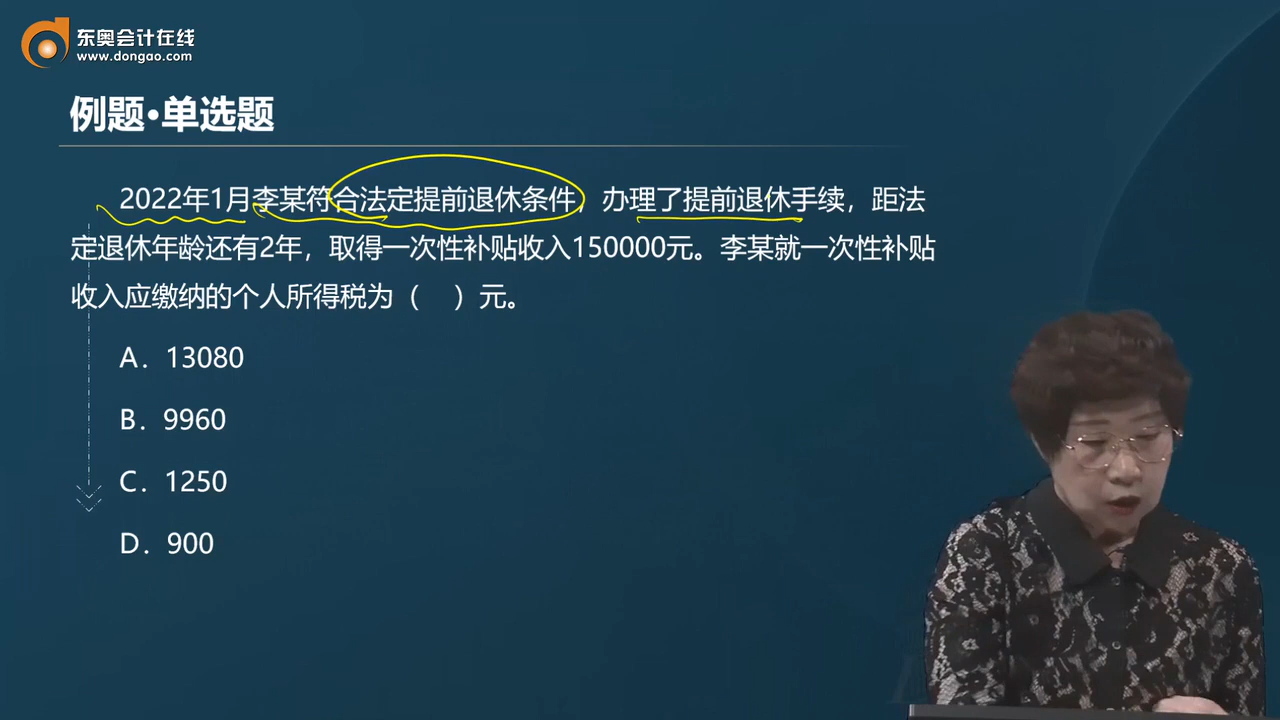 东奥会计在线
www.dongao.com
例题·单选题
2022年1月李某符合法定提前退休条件，办理了提前退休手续，距法
定退休年龄还有2年，取得一次性补贴收入150000元。李某就一次性补贴
收入应缴纳的个人所得税为（ ）元。
A．13080
B．9960
C．1250
D．900